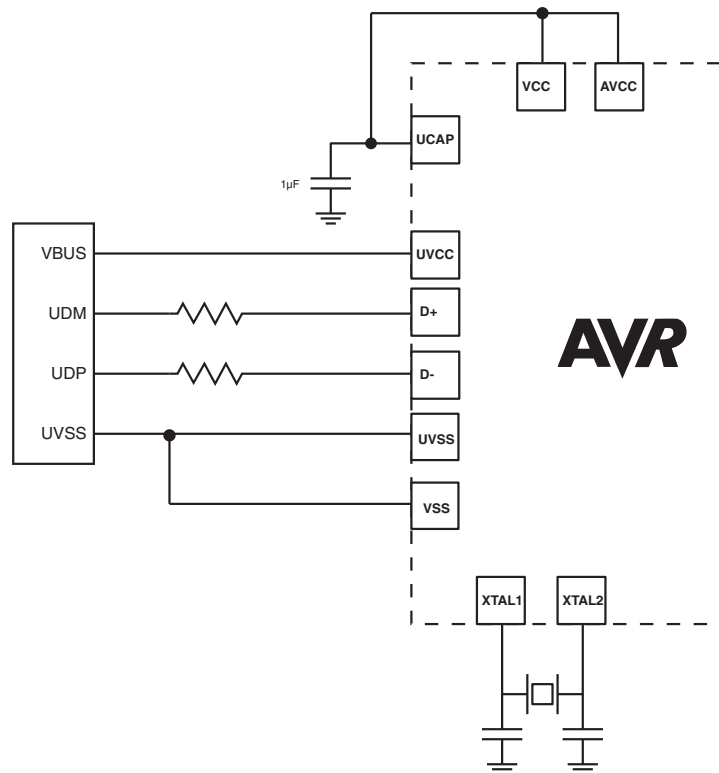 VCC
AVCC
UCAP
1µF
VBUS
UVCC
UDM
D+
AVR
UDP
D-
UVSS
UVSS
VSS
XTAL1
XTAL2